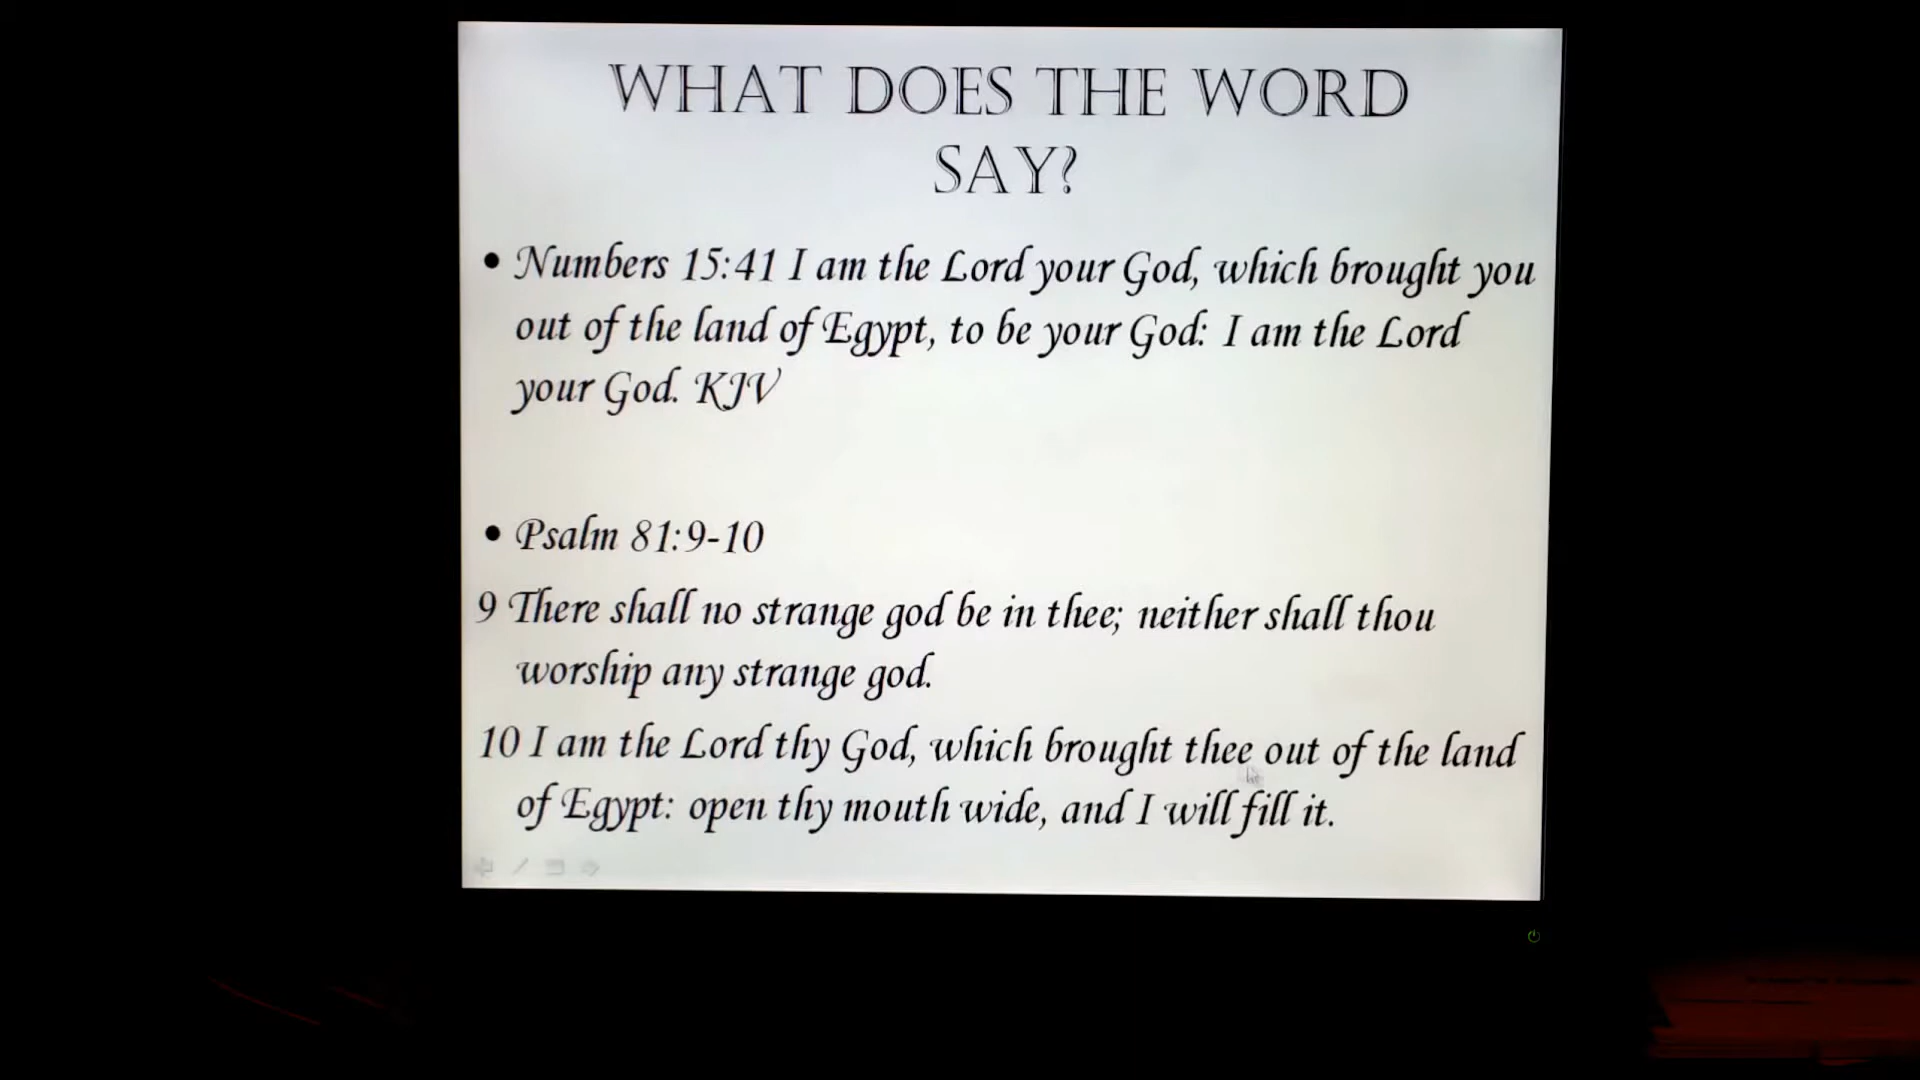 WHAT DOES THE WORD
SAY?
• Numbers 15:41 I am the Lord your God, which brought you
out of the land of Egypt, to be your God: I am the Lord
your God. KJV
• Psalm 81:9-10
9 There shall no strange god be in thee; neither shall thou
worship any strange god.
10 I am the Lord thy God, which brought thee out of the land
of Egypt: open thy mouth wide, and I will fill it.